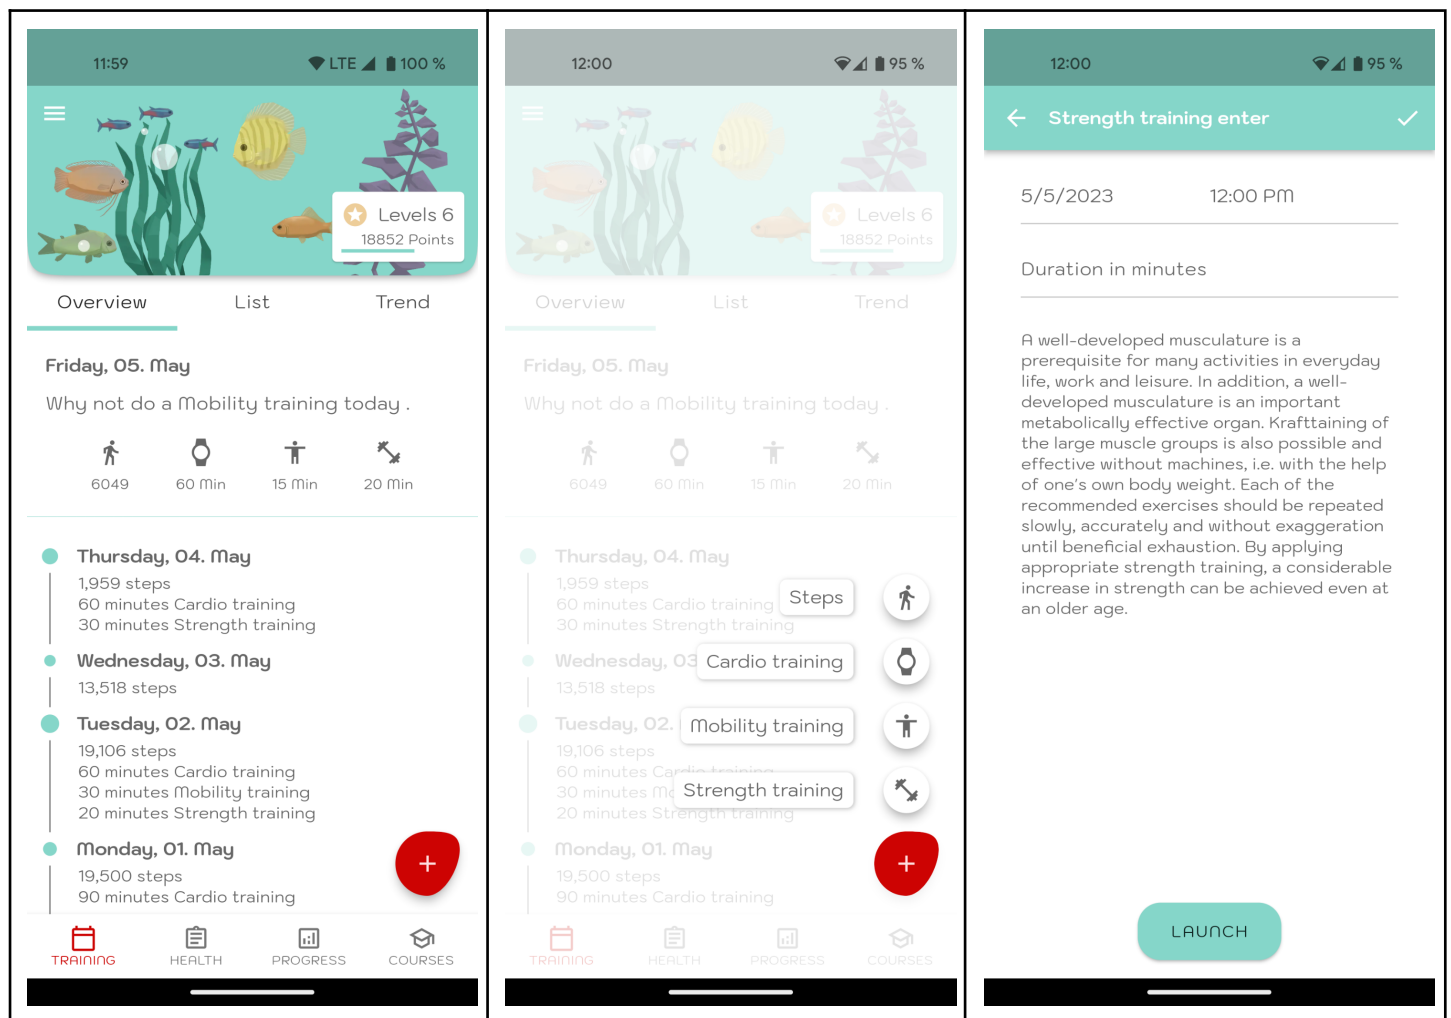 11:59
LTE
100 %
Levels 6
18852 Points
Overview
List
Trend
Friday, 05. May
Why not do a Mobility training today .
6049
60 Min
15 Min
20 Min
Thursday, 04. May
1,959 steps
60 minutes Cardio training
30 minutes Strength training
Wednesday, 03. May
13,518 steps
Tuesday, 02. May
19,106 steps
60 minutes Cardio training
30 minutes Mobility training
20 minutes Strength training
Monday, 01. May
19,500 steps
90 minutes Cardio training
+
TRAINING
HEALTH
PROGRESS
COURSES
12:00
95 %
Levels 6
18852 Points
Overview
List
Trend
Friday, 05. May
Why not do a Mobility training today .
6049
60 Min
15 Min
20 Min
Thursday, 04. May
1,959 steps
60 minutes Cardio training
Steps
30 minutes Strength training
Wednesday, 03
Cardio training
13,518 steps
Tuesday, 02.
Mobility training
19,106 steps
60 minutes Cardio training
30 minutes Mo
Strength training
20 minutes Strength training
Monday, 01. May
19,500 steps
90 minutes Cardio training
+
TRAINING
HEALTH
PROGRESS
COURSES
12:00
95 %
Strength training enter
5/5/2023
12:00 PM
Duration in minutes
A well-developed musculature is a
prerequisite for many activities in everyday
life, work and leisure. In addition, a well-
developed musculature is an important
metabolically effective organ. Krafttaining of
the large muscle groups is also possible and
effective without machines, i.e. with the help
of one's own body weight. Each of the
recommended exercises should be repeated
slowly, accurately and without exaggeration
until beneficial exhaustion. By applying
appropriate strength training, a considerable
increase in strength can be achieved even at
an older age.
LAUNCH